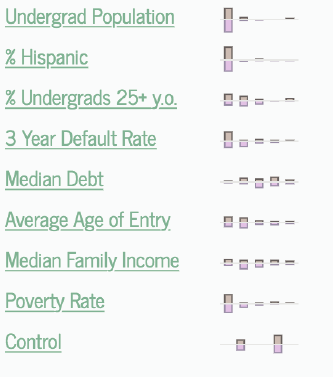 Undergrad Population
% Hispanic
% Undergrads 25+ y.o.
3 Year Default Rate
Median Debt
Average Age of Entry
Median Family Income
Poverty Rate
Control